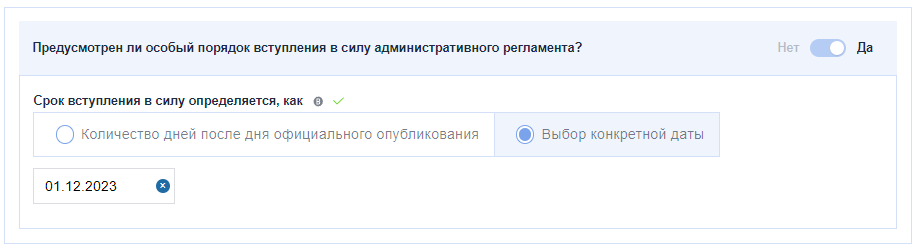 Предусмотрен ли особый порядок вступления в силу административного регламента? Нет Да
Срок вступления в силу определяется, как
Количество дней после дня официального опубликования Выбор конкретной даты
01.12.2023